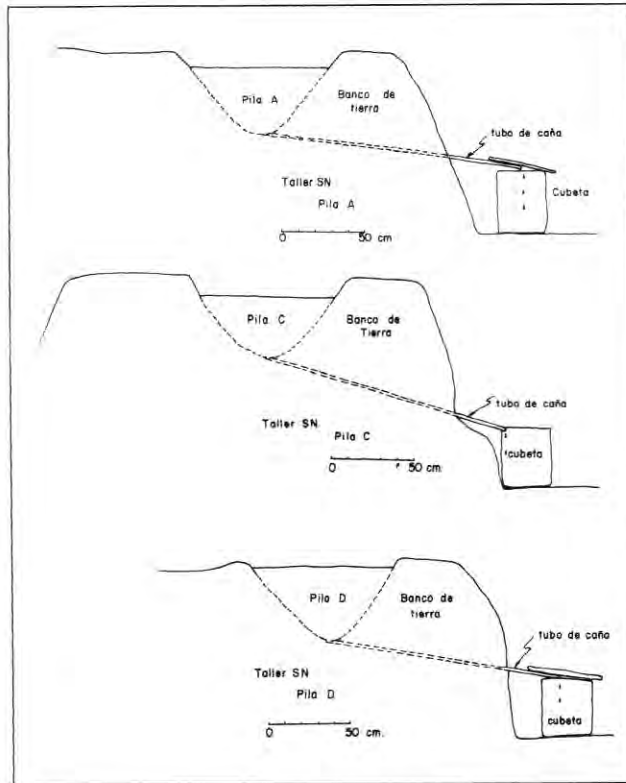 Pila A
Banco de
tierra
tubo de caña
Cubeta
Taller SN
Pila A
0 50 cm
Pila C
Banco de
Tierra
tubo de caña
cubeta
Taller SN.
Pila C
0 50 cm.
Pila D
Banco de
tierra
tubo de caña
cubeta
Taller SN
Pila D
0 50 cm.